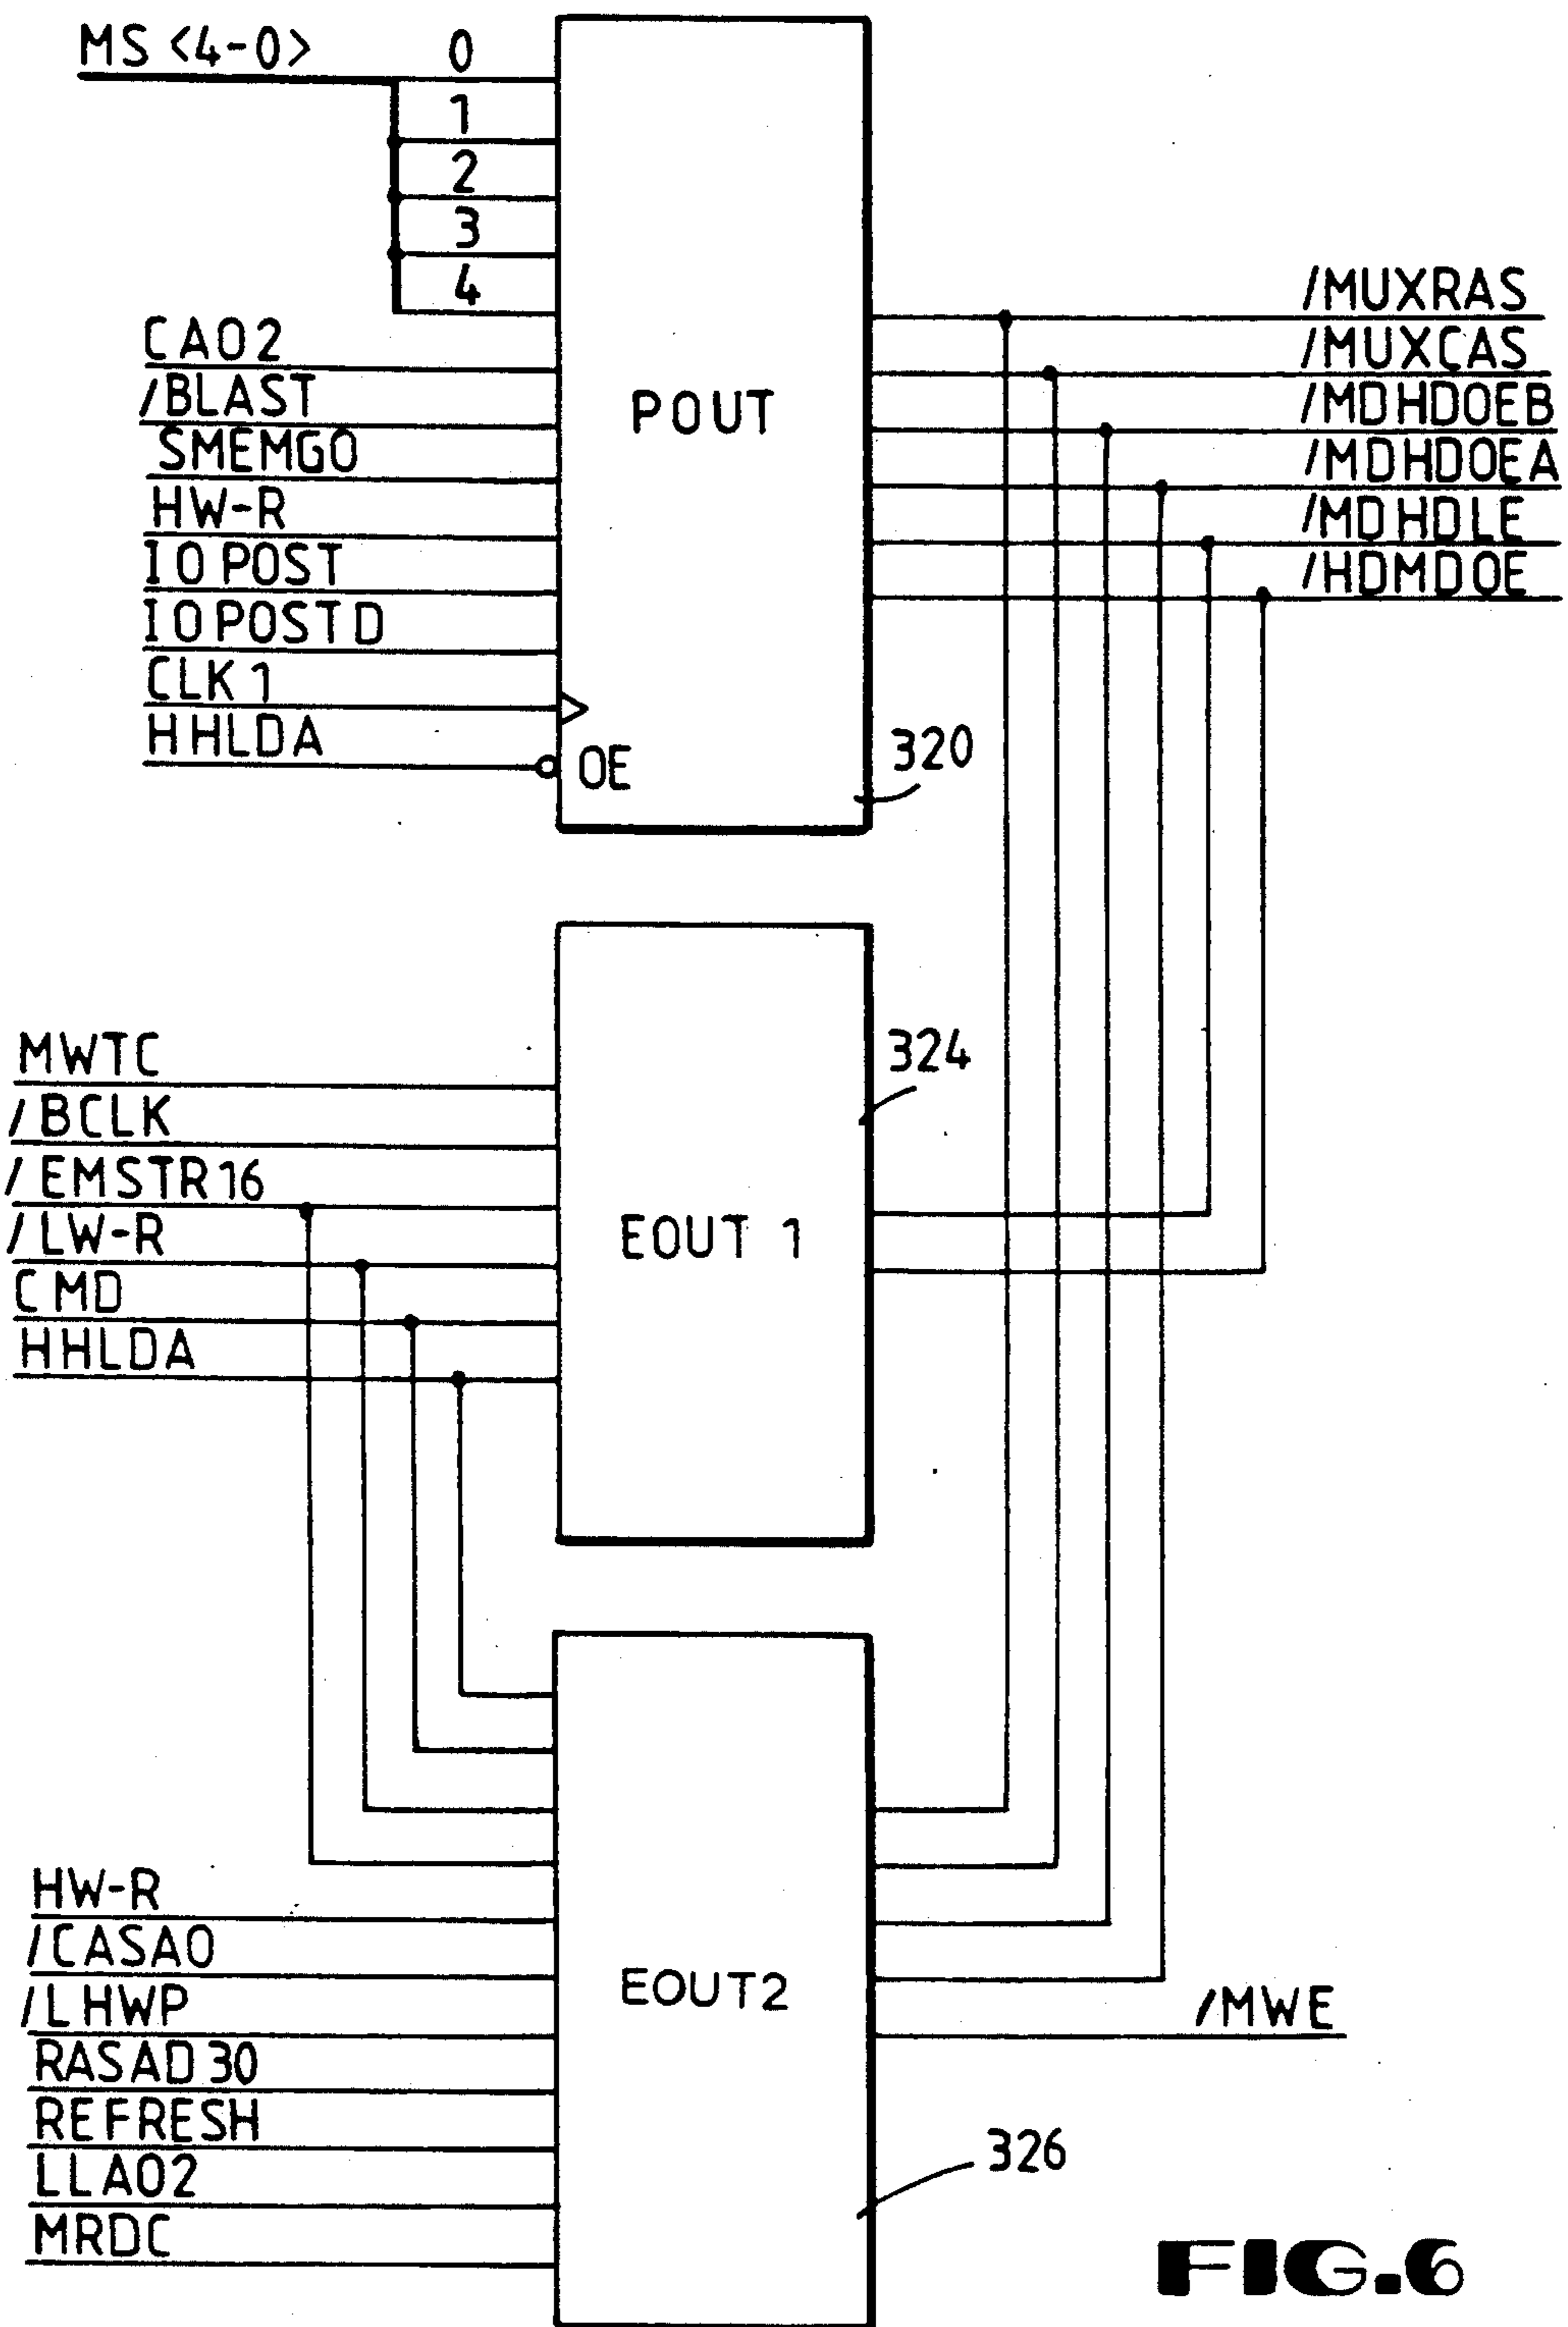 MS <4-0>
0
1
2
3
4
CA02
/BLAST
SMEMGO
HW-R
IOPOST
IOPOSTD
CLK1
HHLDA
OE
POUT
320
/MUXRAS
/MUXCAS
/MDHDOEB
/MDHDOEA
/MDHDLE
/HDMDOE
MWTC
/BCLK
/EMSTR16
/LW-R
CMD
HHLDA
EOUT 1
324
HW-R
/CASA0
/LHWP
RASAD30
REFRESH
LLA02
MRDC
EOUT2
/MWE
326
FIG.6